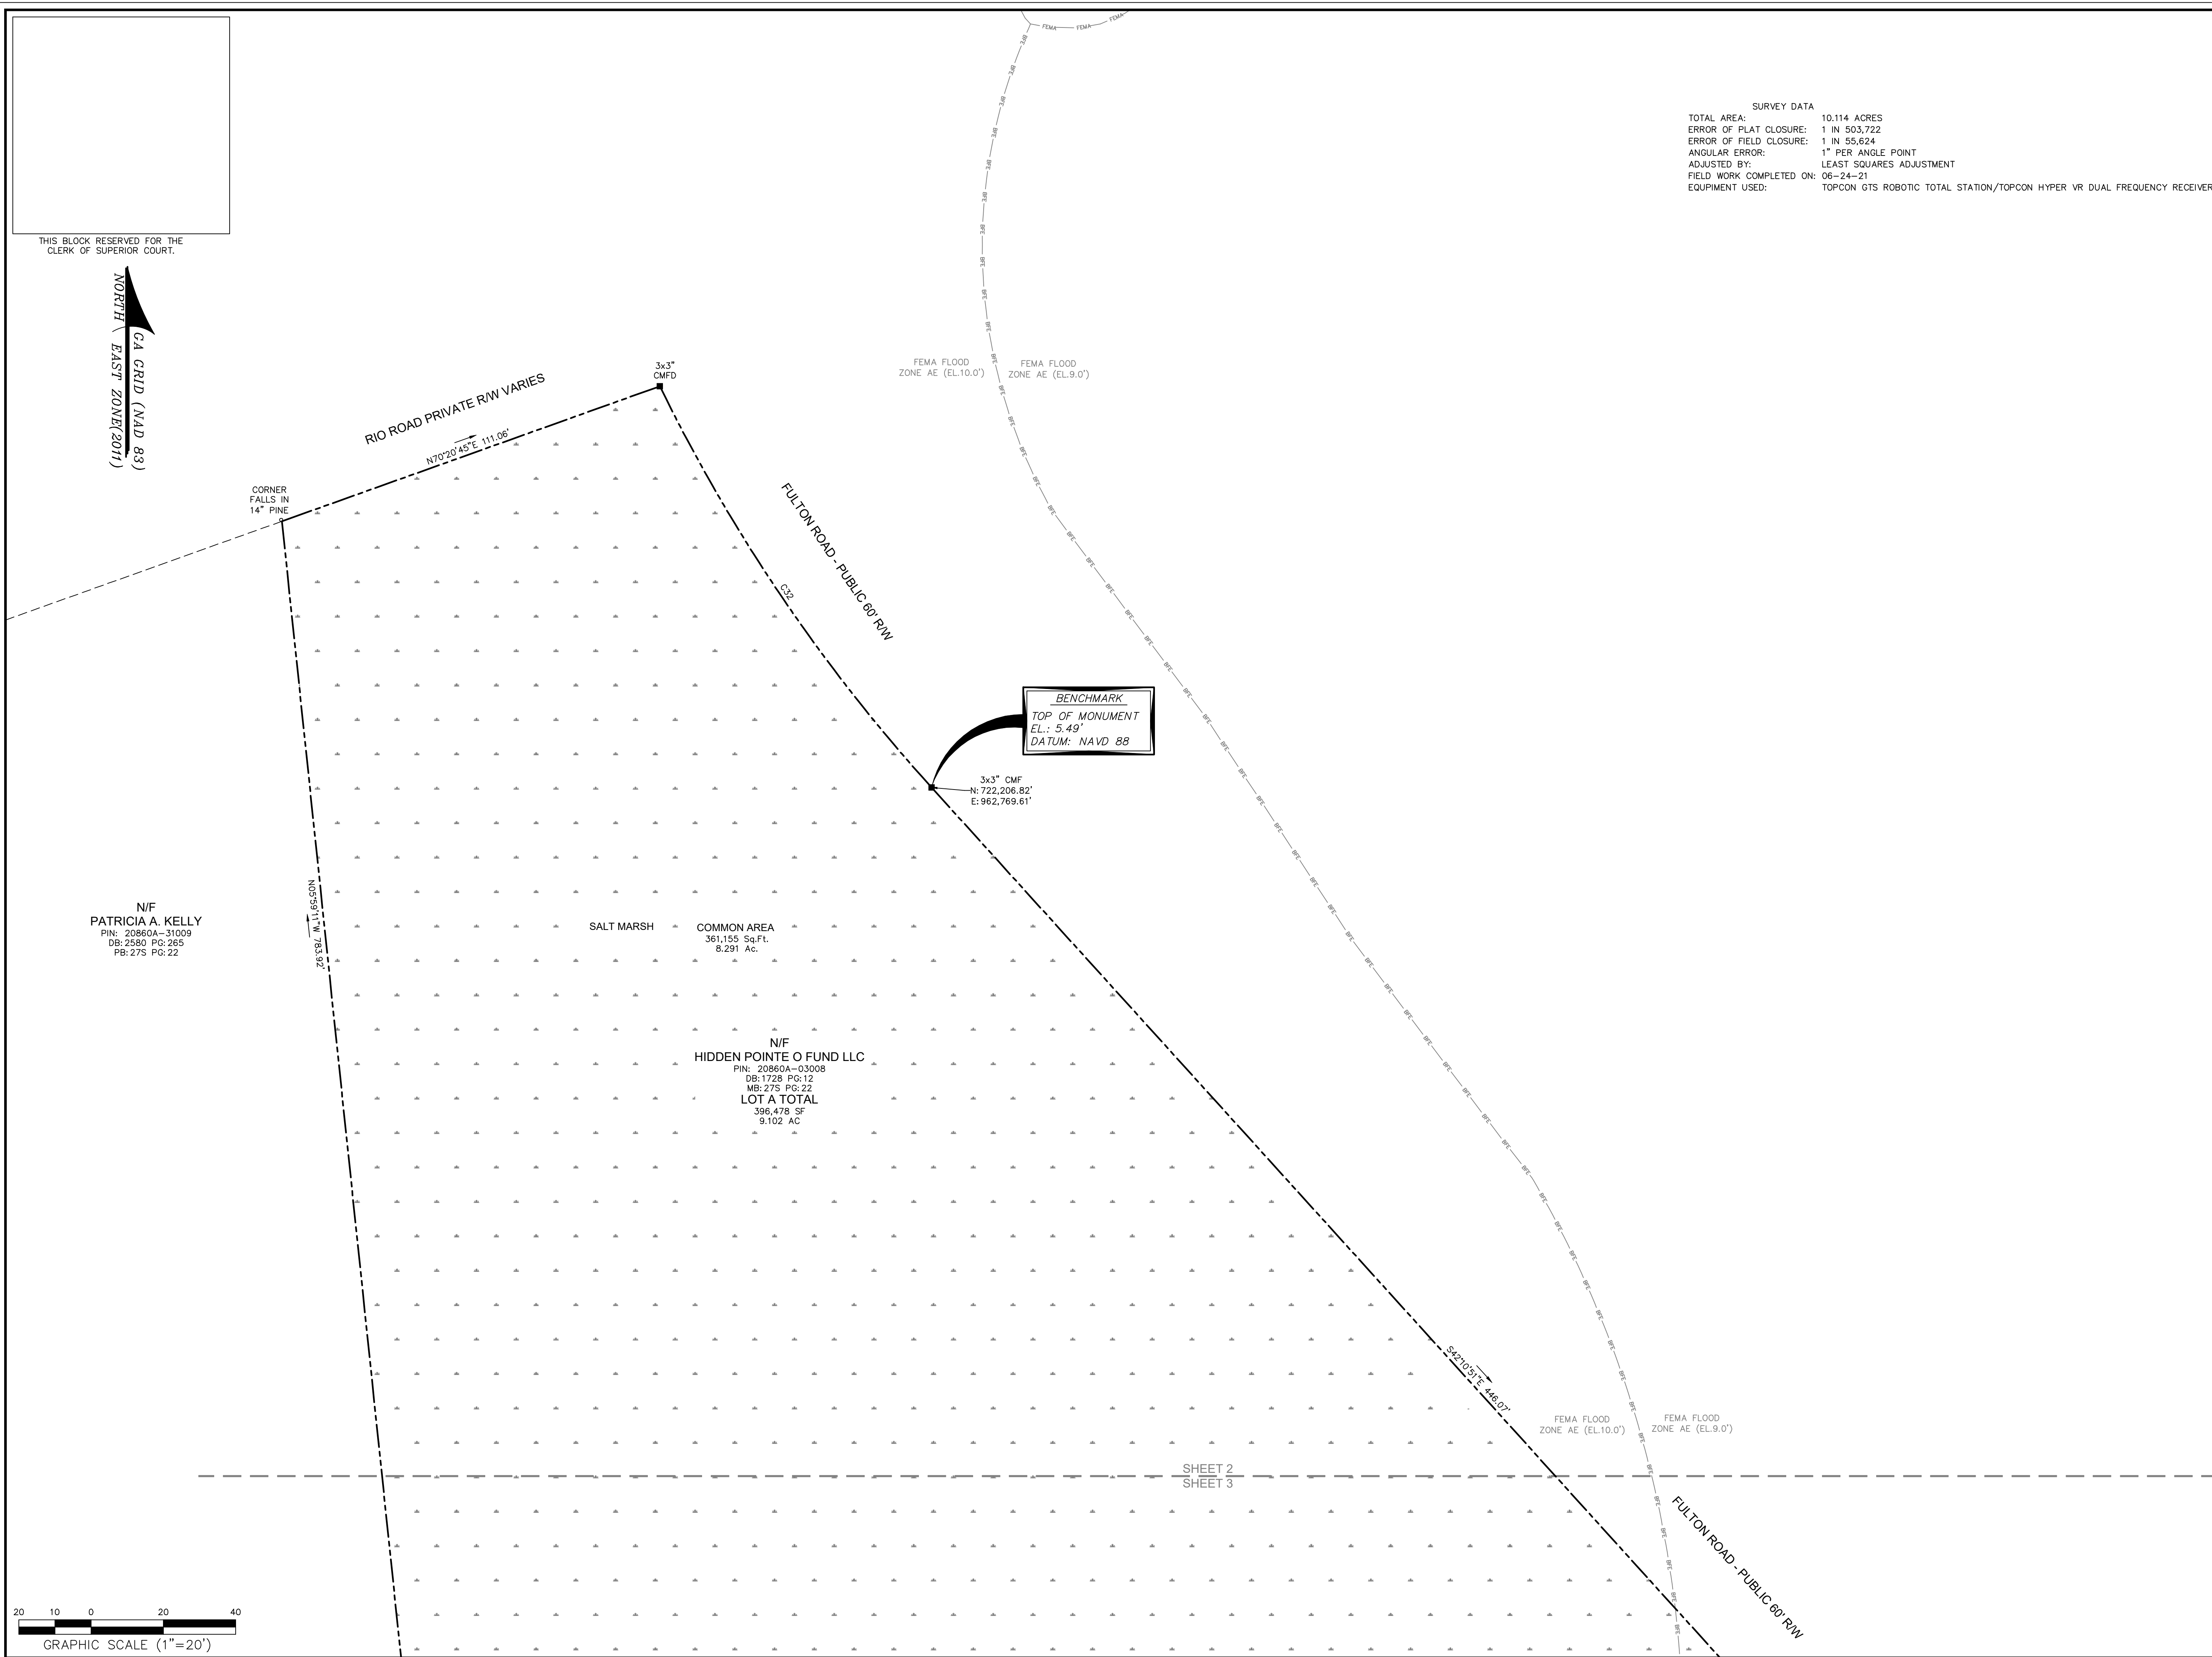 THIS BLOCK RESERVED FOR THE
CLERK OF SUPERIOR COURT.
NORTH
GA GRID (NAD 83)
EAST ZONE(2011)
SURVEY DATA
TOTAL AREA: 10.114 ACRES
ERROR OF PLAT CLOSURE: 1 IN 503,722
ERROR OF FIELD CLOSURE: 1 IN 55,624
ANGULAR ERROR: 1" PER ANGLE POINT
ADJUSTED BY: LEAST SQUARES ADJUSTMENT
FIELD WORK COMPLETED ON: 06-24-21
EQUPIMENT USED: TOPCON GTS ROBOTIC TOTAL STATION/TOPCON HYPER VR DUAL FREQUENCY RECEIVER
FEMA FEMA FEMA
BFE
FEMA FLOOD
ZONE AE (EL.10.0')
FEMA FLOOD
ZONE AE (EL.9.0')
3x3"
CMFD
RIO ROAD PRIVATE R/W VARIES
N70°20'45"E 111.06'
CORNER
FALLS IN
14" PINE
FULTON ROAD - PUBLIC 60' R/W
C32
BENCHMARK
TOP OF MONUMENT
EL.: 5.49'
DATUM: NAVD 88
3x3" CMF
N: 722,206.82'
E: 962,769.61'
N05°59'11"W 783.92'
N/F
PATRICIA A. KELLY
PIN: 20860A-31009
DB: 2580 PG: 265
PB: 27S PG: 22
SALT MARSH
COMMON AREA
361,155 Sq.Ft.
8.291 Ac.
N/F
HIDDEN POINTE O FUND LLC
PIN: 20860A-03008
DB: 1728 PG: 12
MB: 27S PG: 22
LOT A TOTAL
396,478 SF
9.102 AC
S42°10'51"E 446.07'
FEMA FLOOD
ZONE AE (EL.10.0')
FEMA FLOOD
ZONE AE (EL.9.0')
SHEET 2
SHEET 3
FULTON ROAD - PUBLIC 60' R/W
20 10 0 20 40
GRAPHIC SCALE (1"=20')